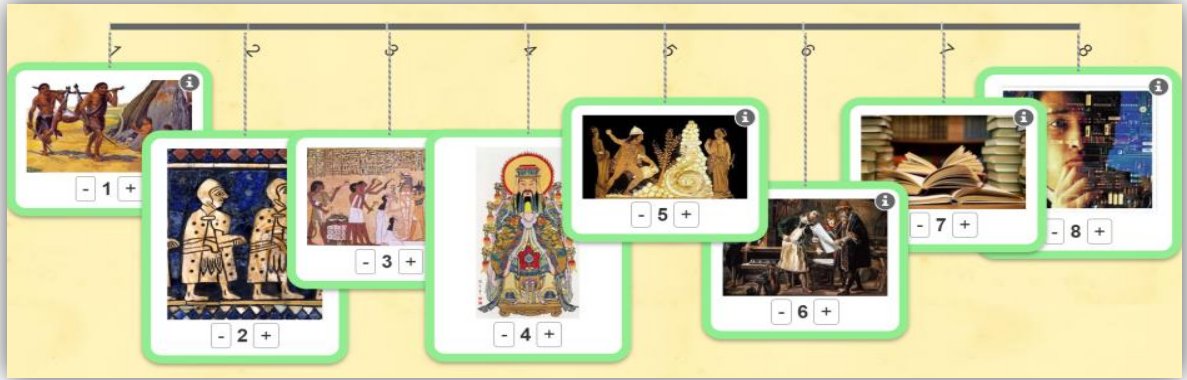 1 2 3 4 5 6 7 8
- 1 +
- 2 +
- 3 +
- 4 +
- 5 +
- 6 +
- 7 +
- 8 +